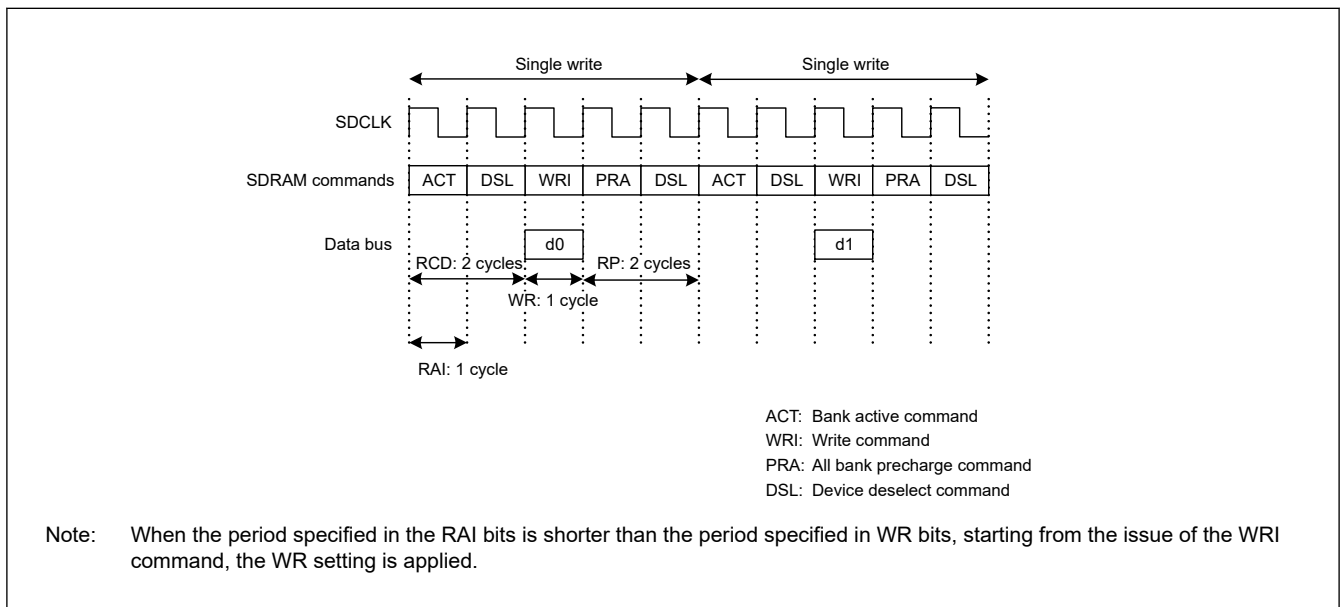 Single write Single write
SDCLK
SDRAM commands ACT DSL WRI PRA DSL ACT DSL WRI PRA DSL
Data bus d0 d1
RCD: 2 cycles RP: 2 cycles
WR: 1 cycle
RAI: 1 cycle
ACT: Bank active command
WRI: Write command
PRA: All bank precharge command
DSL: Device deselect command
Note: When the period specified in the RAI bits is shorter than the period specified in WR bits, starting from the issue of the WRI
command, the WR setting is applied.